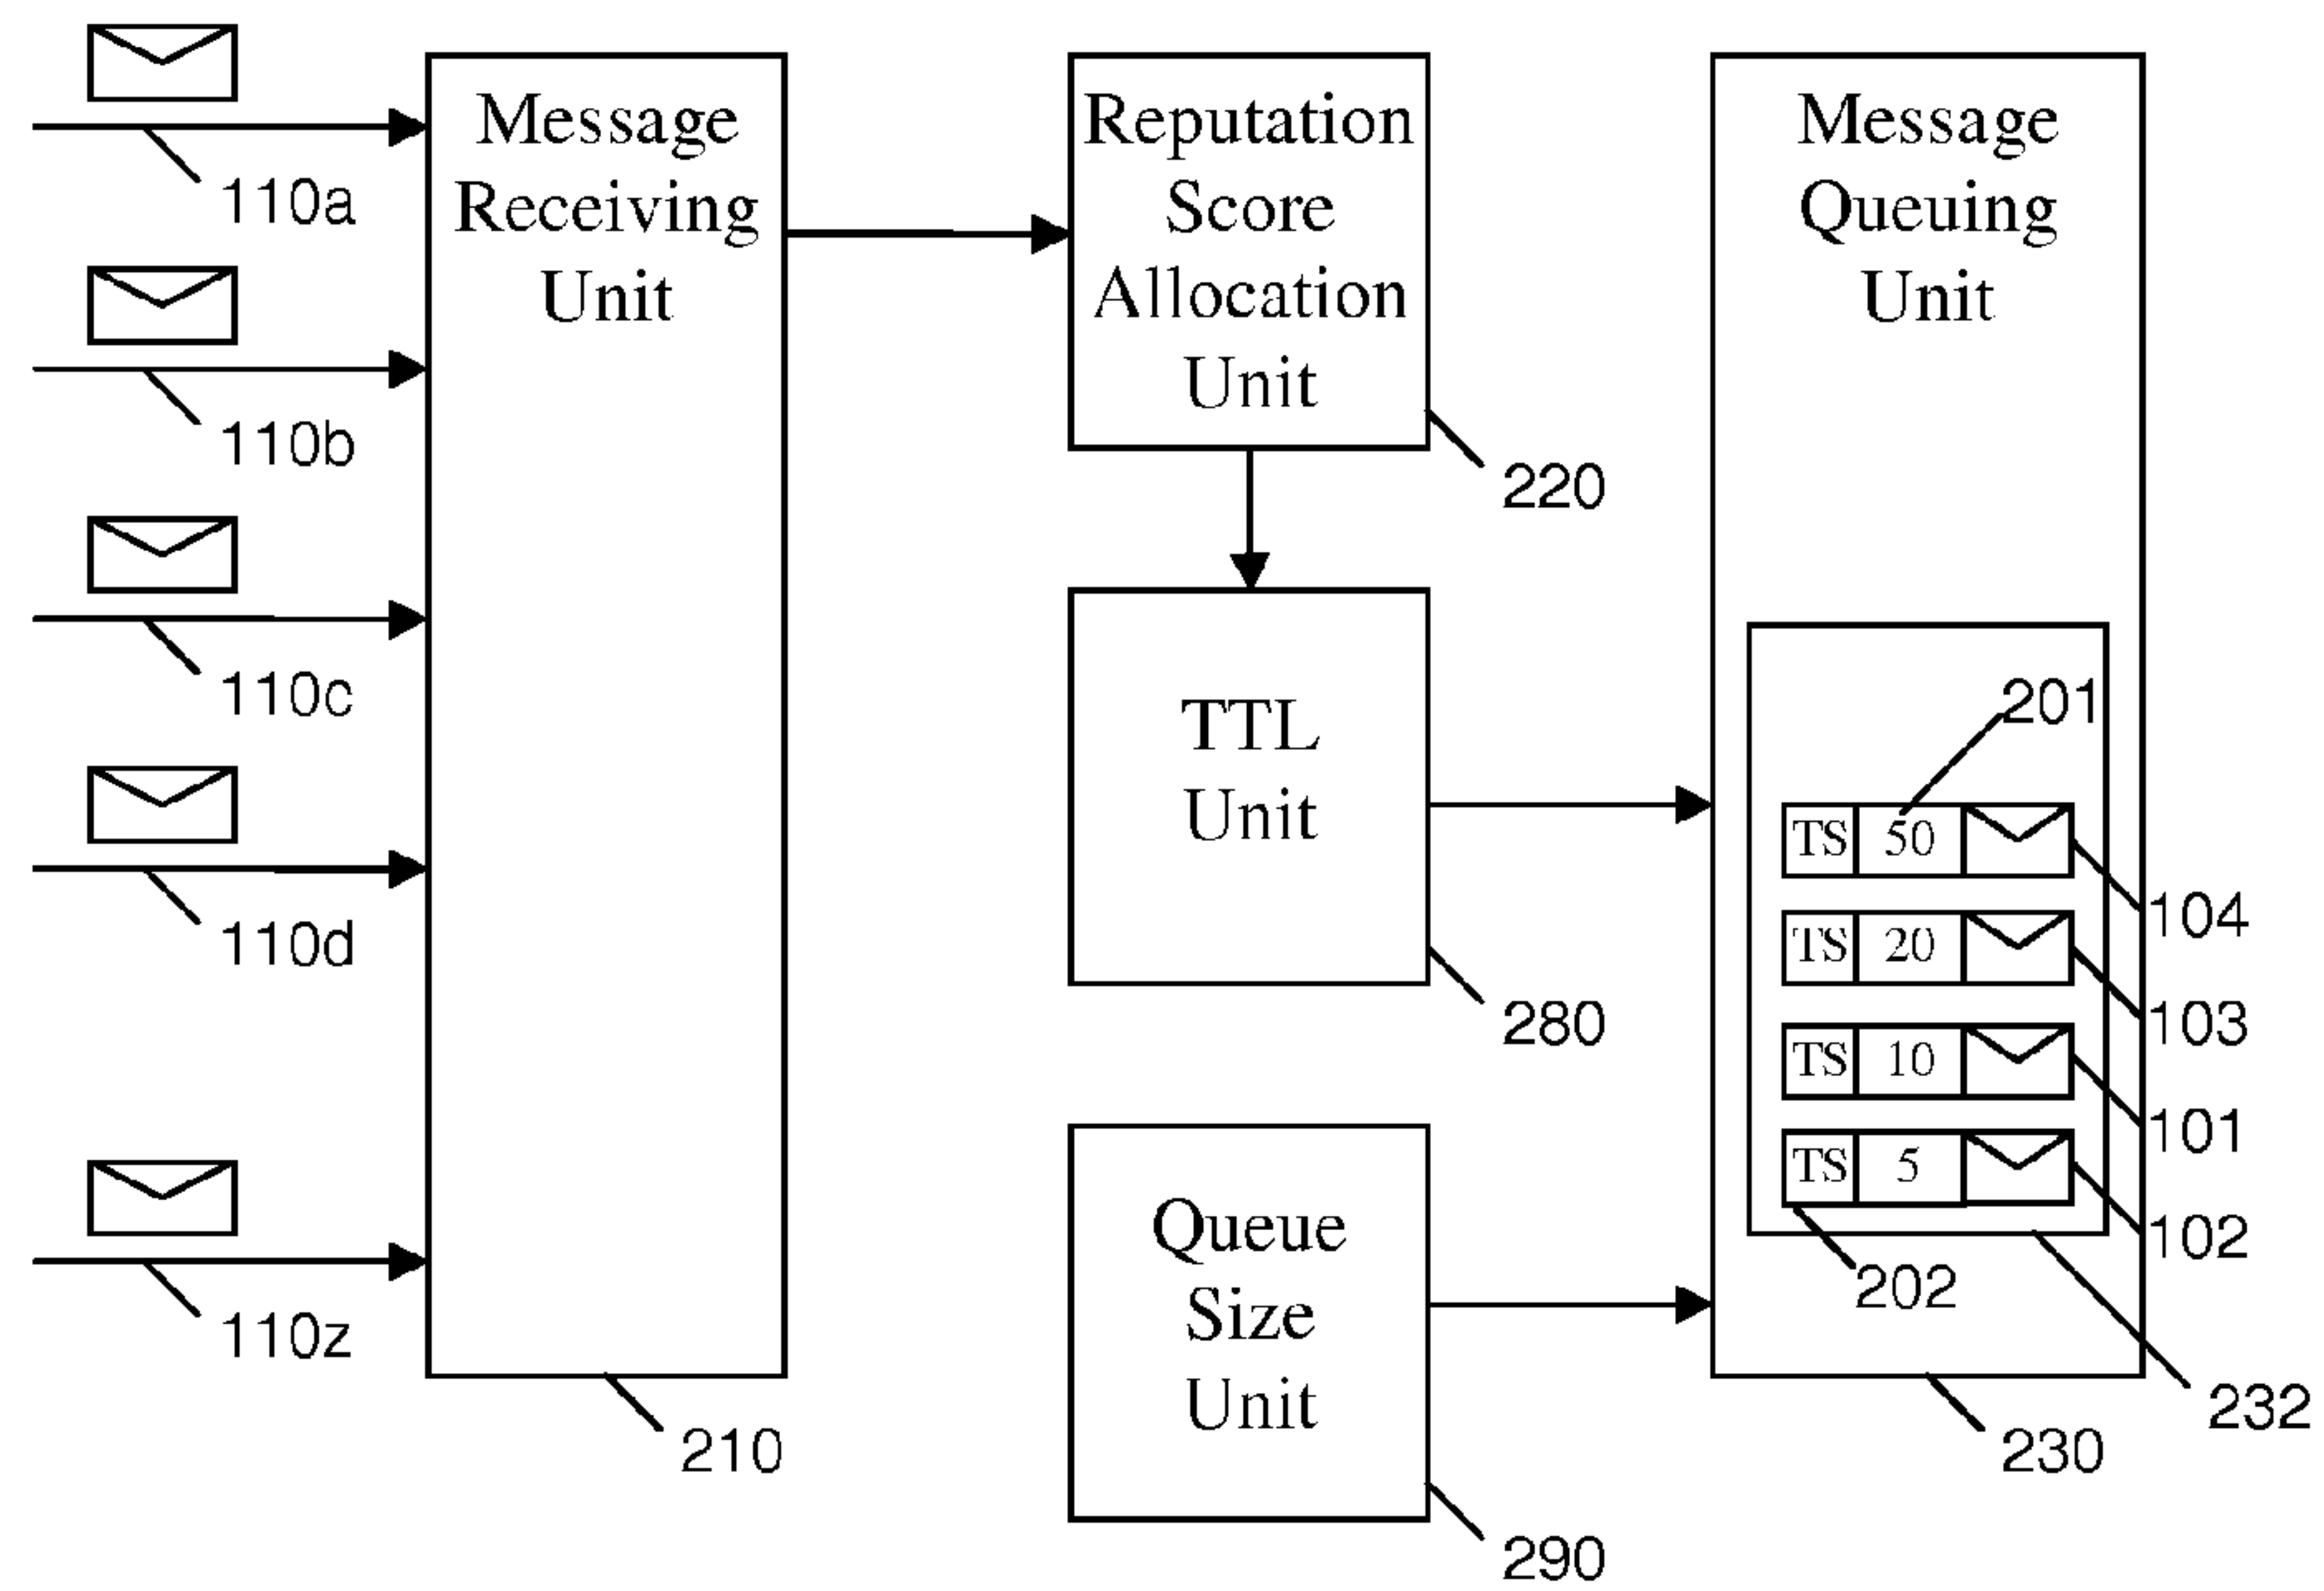 110a
110b
110c
110d
110z
Message
Receiving
Unit
210
Reputation
Score
Allocation
Unit
220
TTL
Unit
280
Queue
Size
Unit
290
Message
Queuing
Unit
201
TS 50
104
TS 20
103
TS 10
101
TS 5
102
202
232
230